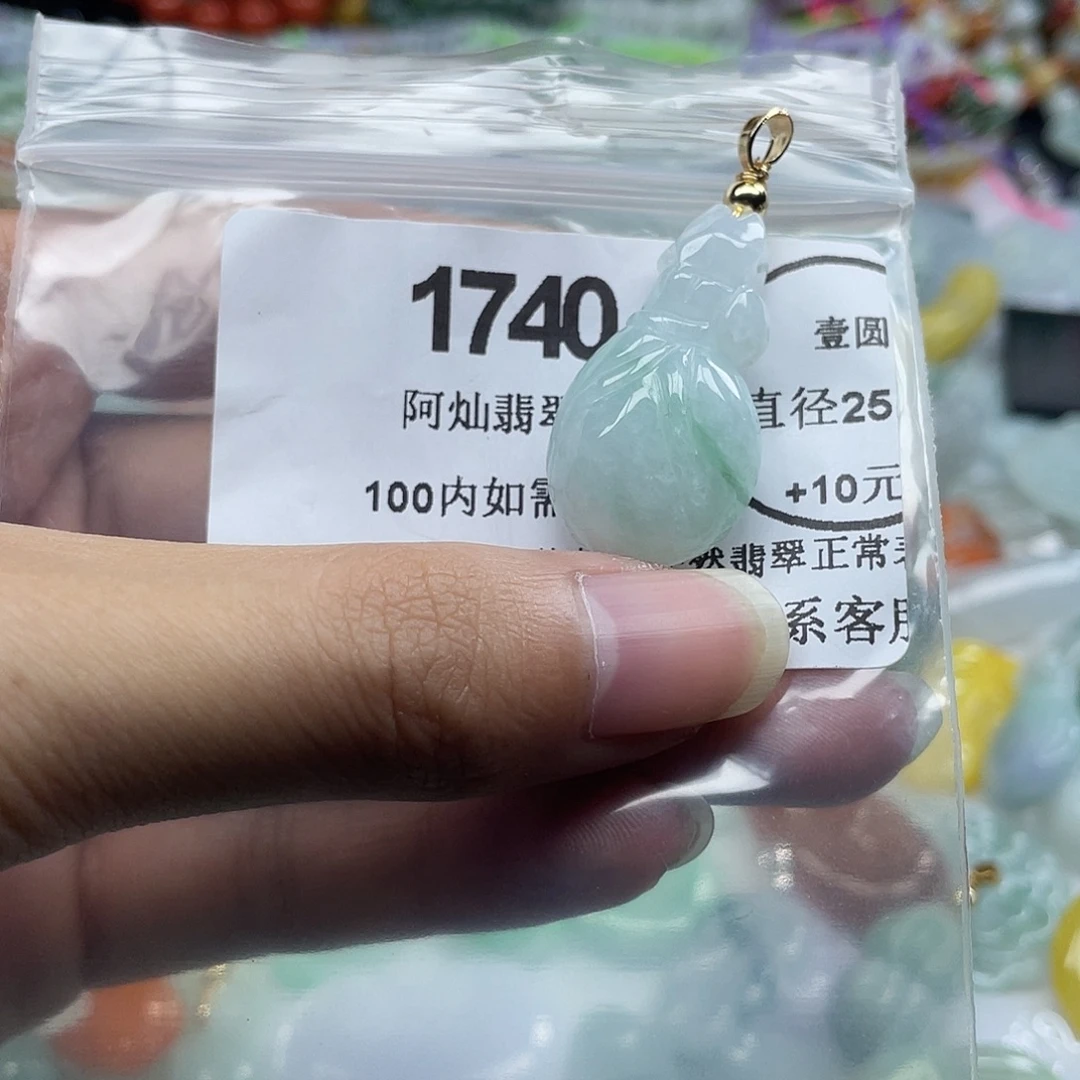 1740
壹圆
阿灿翡
直径25
100内如需
+10元
然翡翠正常
系客